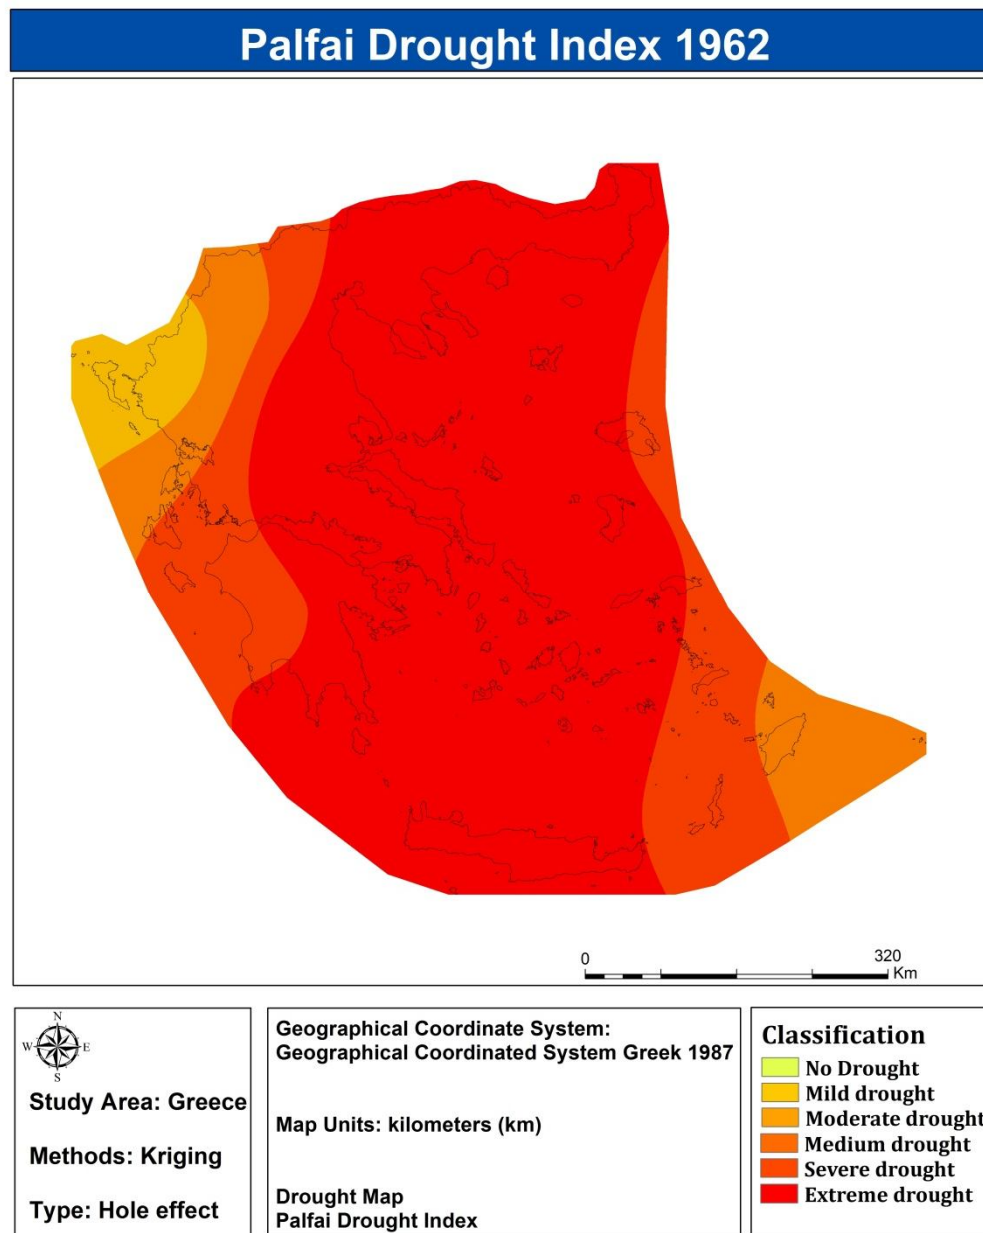 Palfai Drought Index 1962
0 320
Km
N
W E
S
Study Area: Greece
Methods: Kriging
Type: Hole effect
Geographical Coordinate System:
Geographical Coordinated System Greek 1987
Map Units: kilometers (km)
Drought Map
Palfai Drought Index
Classification
No Drought
Mild drought
Moderate drought
Medium drought
Severe drought
Extreme drought